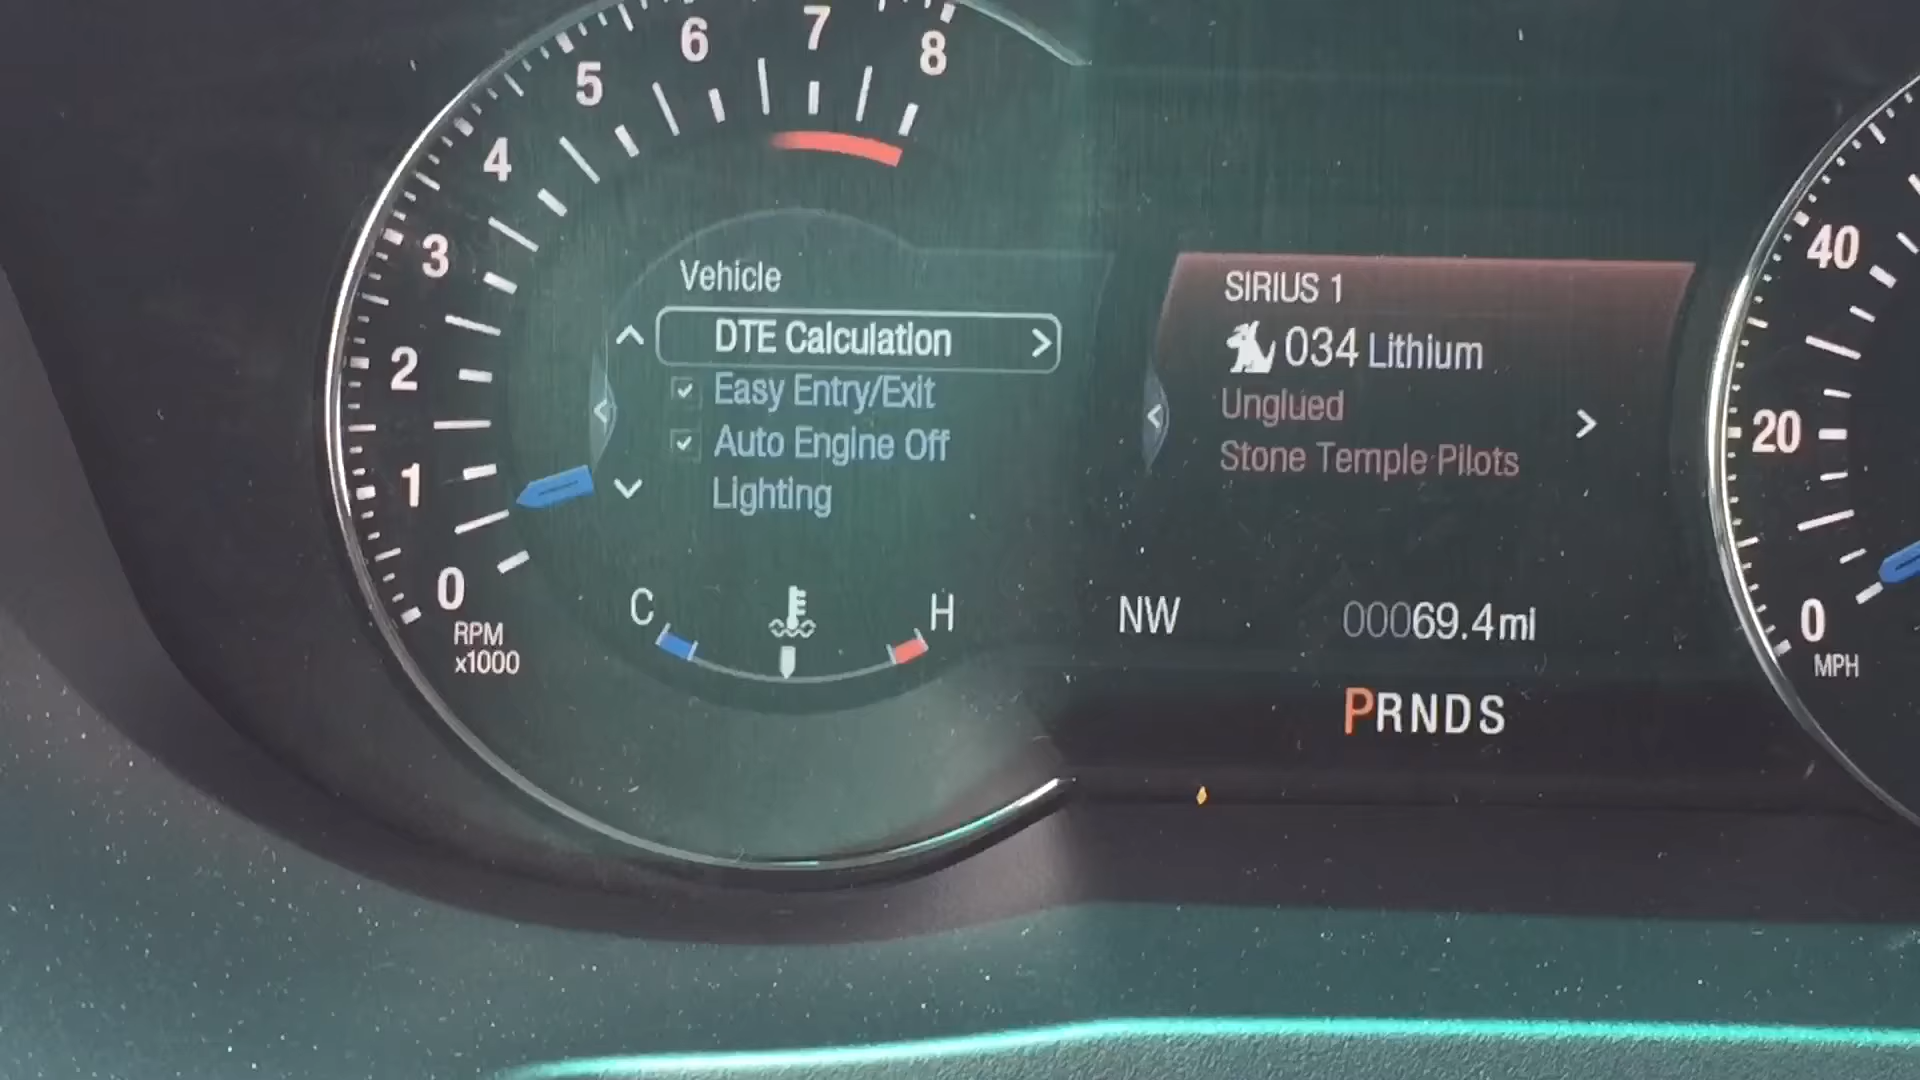 8
7
6
5
4
3
2
1
0
RPM
x1000
Vehicle
DTE Calculation
Easy Entry/Exit
Auto Engine Off
Lighting
C
H
SIRIUS 1
034 Lithium
Unglued
Stone Temple Pilots
NW
00069.4mi
PRNDS
40
20
0
MPH